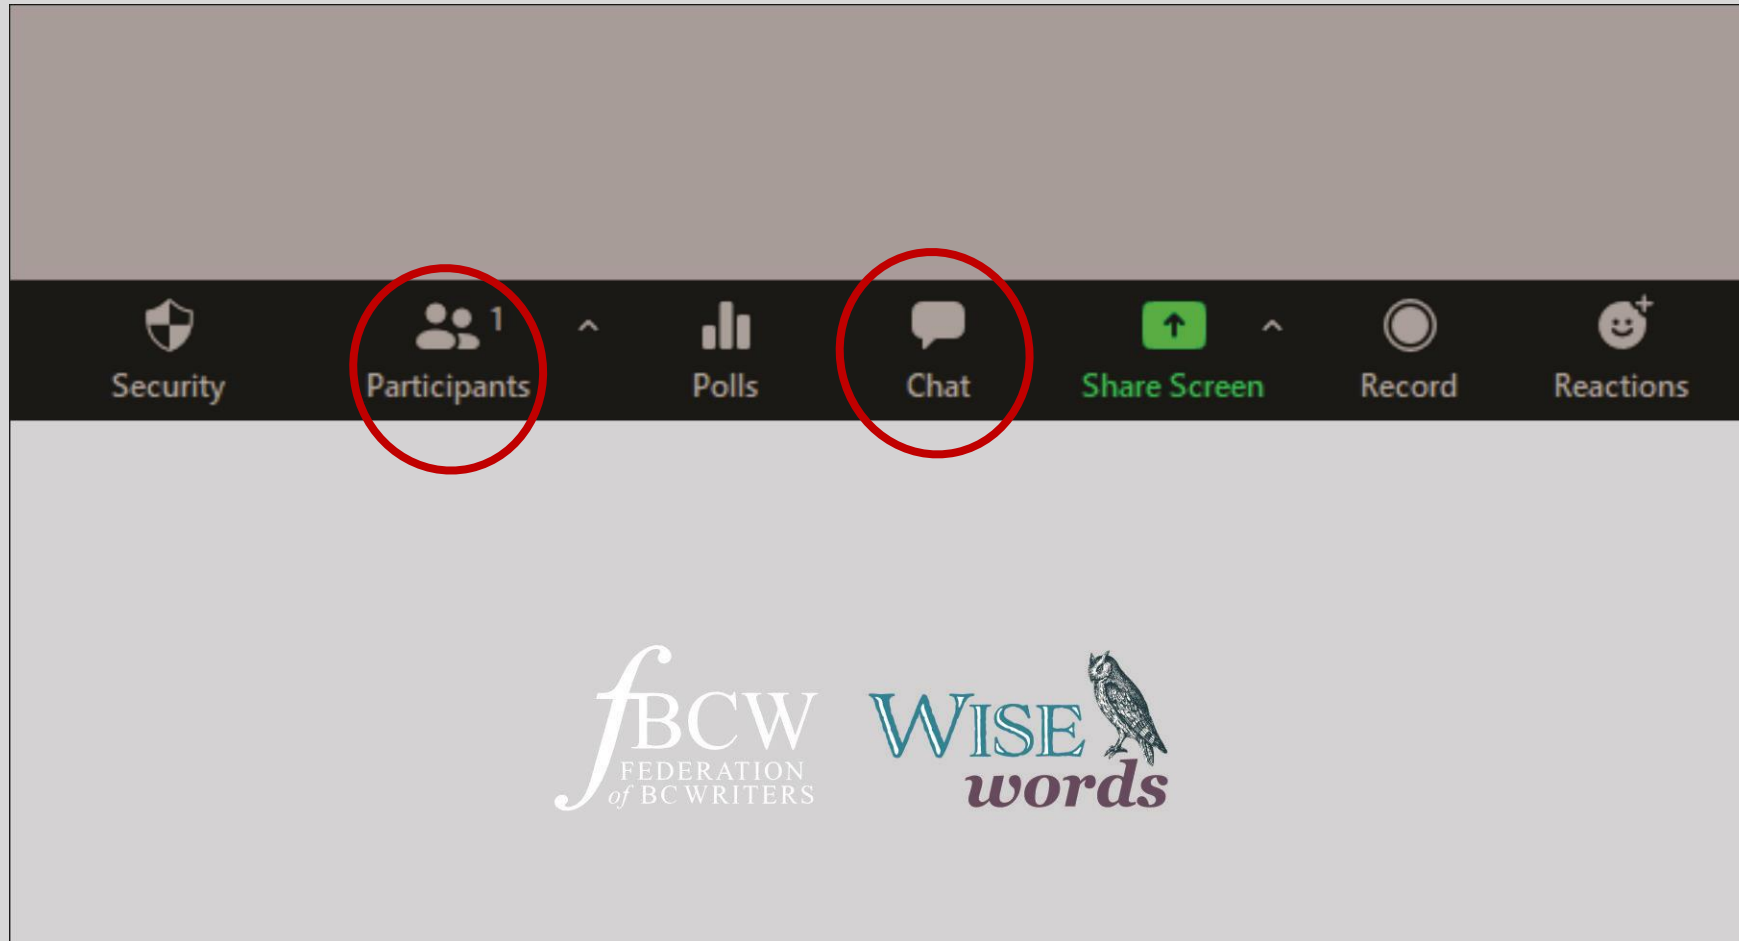 1
Security Participants Polls Chat Share Screen Record Reactions
fBCW
FEDERATION
of BC WRITERS
WISE
words